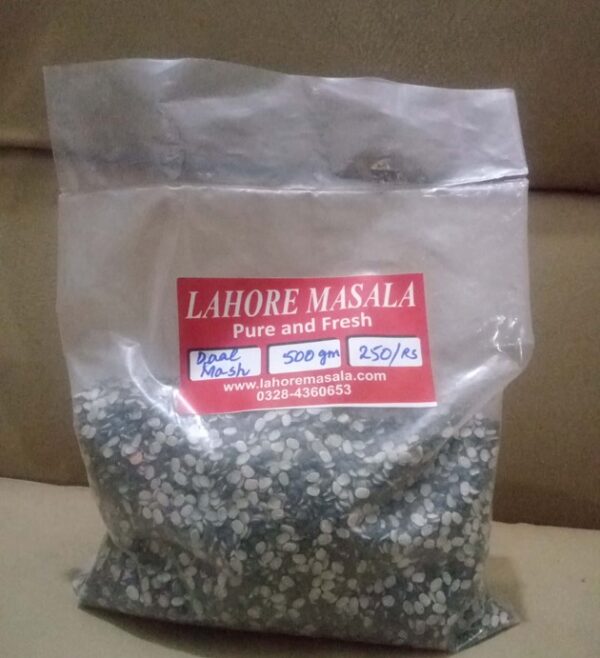 LAHORE MASALA
Pure and Fresh
Daal Mash 500 gm 250/Rs
www.lahoremasala.com
0328-4360653